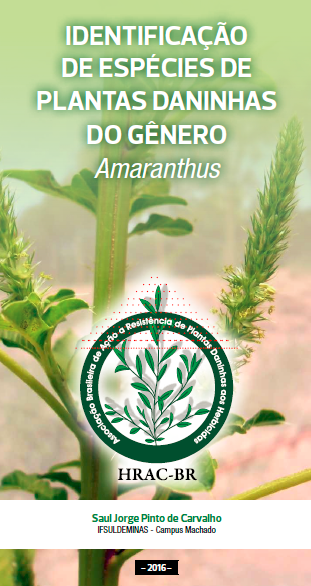 IDENTIFICAÇÃO
DE ESPÉCIES DE
PLANTAS DANINHAS
DO GÊNERO
Amaranthus
Associação Brasileira de Ação a Resistência de Plantas Daninhas aos Herbicidas
HRAC-BR
Saul Jorge Pinto de Carvalho
IFSULDEMINAS - Campus Machado
– 2016 –